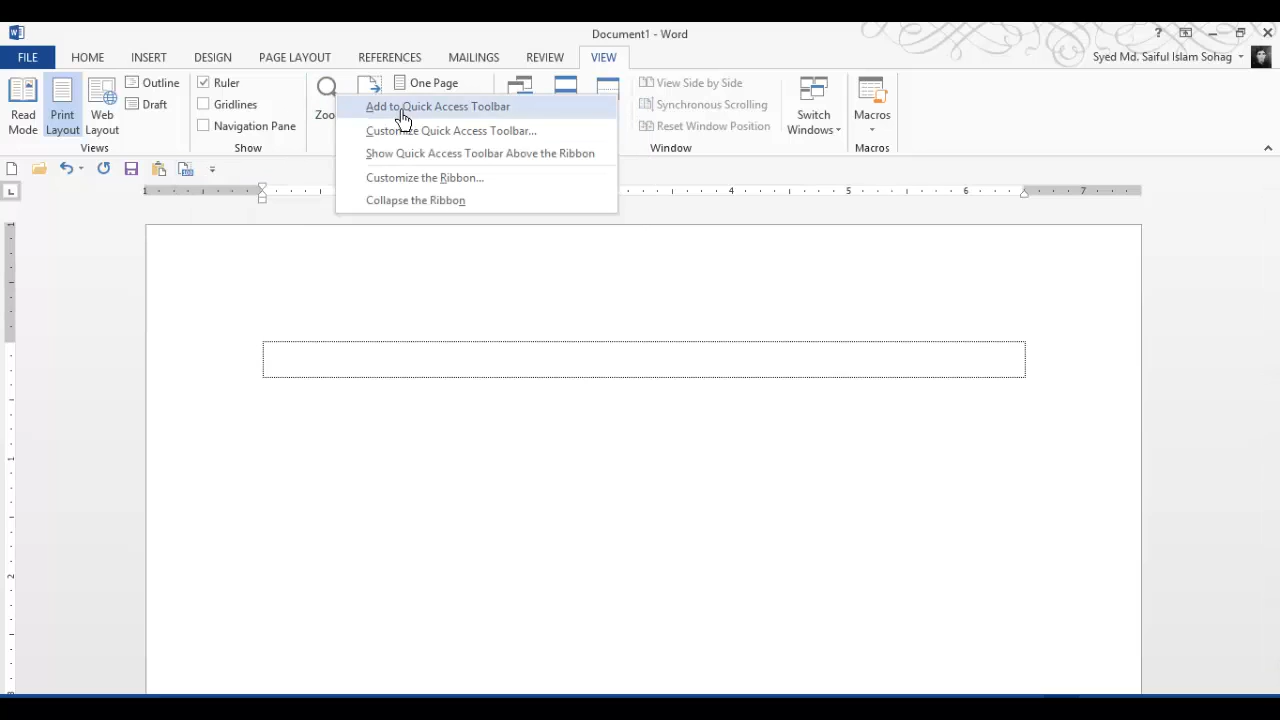 Document1 - Word
?
FILE HOME INSERT DESIGN PAGE LAYOUT REFERENCES MAILINGS REVIEW VIEW Syed Md. Saiful Islam Sohag
Read Mode
Print Layout
Web Layout
Outline
Draft
Views
Ruler
Gridlines
Navigation Pane
Show
One Page
Add to Quick Access Toolbar
Customize Quick Access Toolbar...
Show Quick Access Toolbar Above the Ribbon
Customize the Ribbon...
Collapse the Ribbon
View Side by Side
Synchronous Scrolling
Reset Window Position
Window
Switch Windows
Macros
Macros
1 4 5 6 7
1
1
2